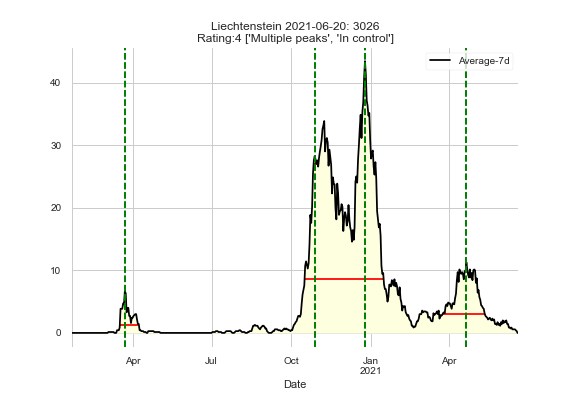 Liechtenstein 2021-06-20: 3026
Rating:4 ['Multiple peaks', 'In control']
Average-7d
40
30
20
10
0
Apr
Jul
Oct
Jan
2021
Apr
Date